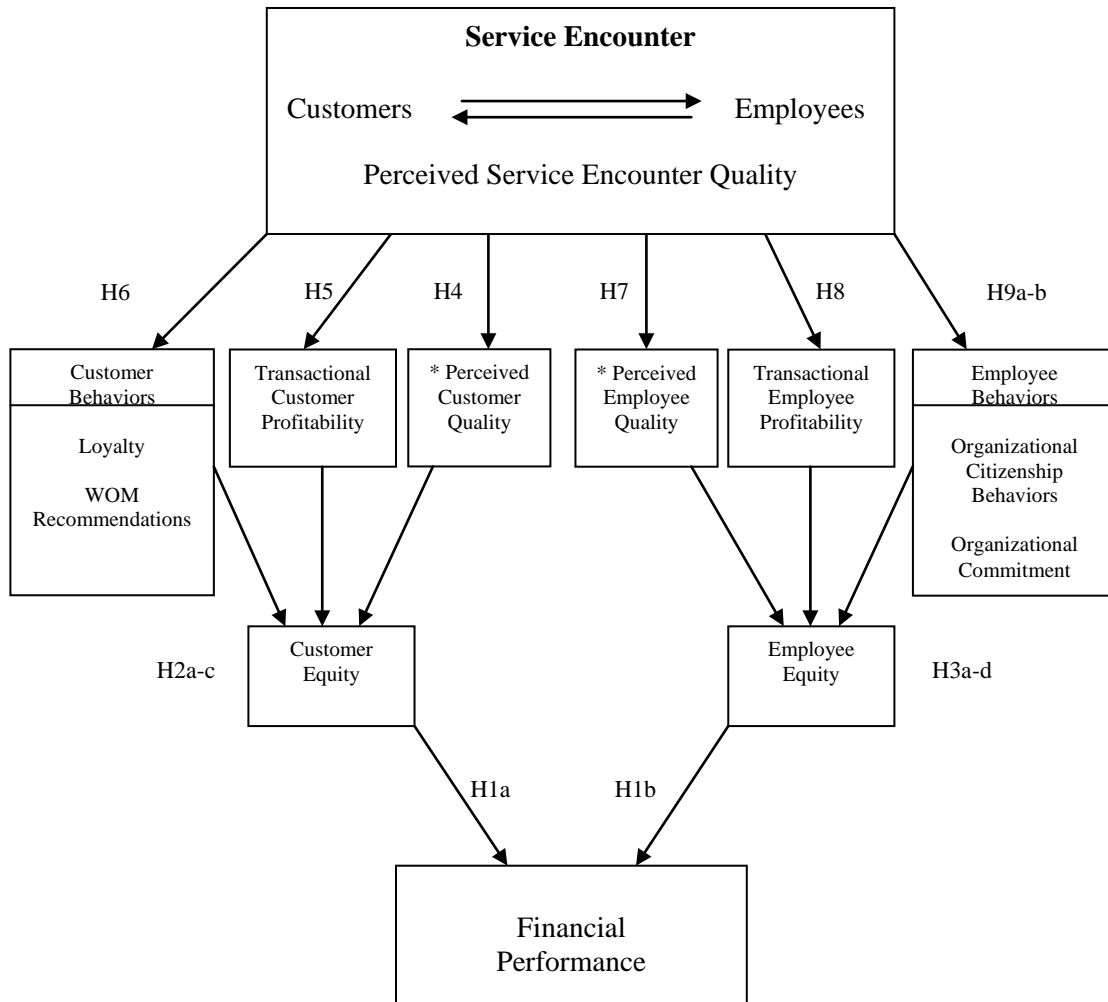 Service Encounter
Customers
Employees
Perceived Service Encounter Quality
H6
H5
H4
H7
H8
H9a-b
Customer
Behaviors
Transactional
Customer
Profitability
* Perceived
Customer
Quality
* Perceived
Employee
Quality
Transactional
Employee
Profitability
Employee
Behaviors
Loyalty
WOM
Recommendations
Organizational
Citizenship
Behaviors
Organizational
Commitment
H2a-c
Customer
Equity
Employee
Equity
H3a-d
H1a
H1b
Financial
Performance